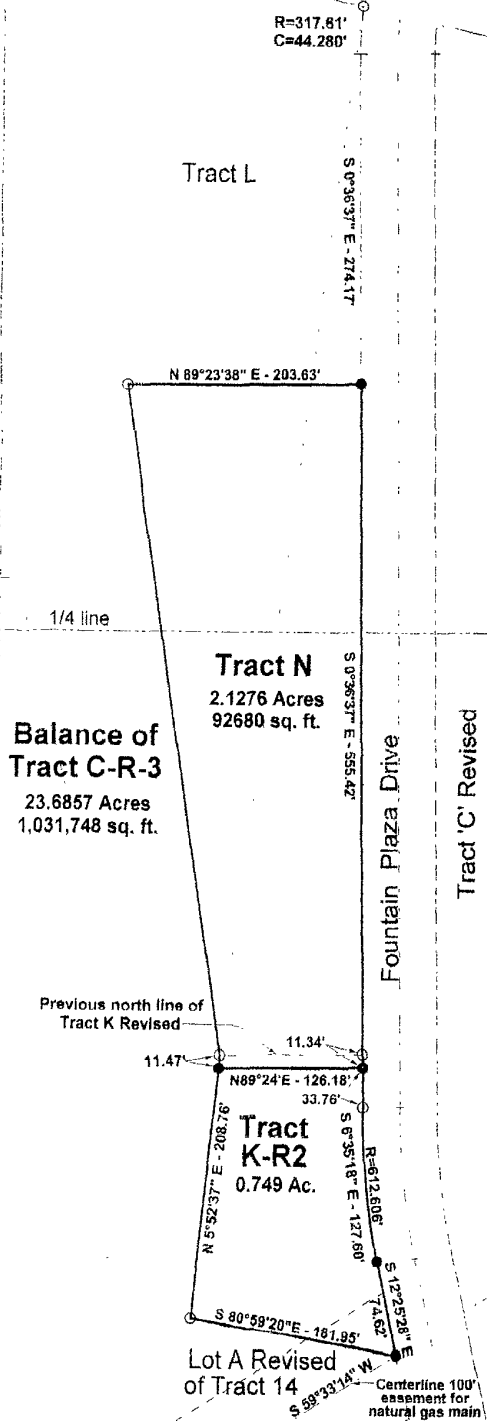 R=317.61'
C=44.280'
Tract L
S 0°36'37" E - 274.17'
N 89°23'38" E - 203.63'
1/4 line
Tract N
2.1276 Acres
92680 sq. ft.
S 0°36'37" E - 555.42'
Balance of
Tract C-R-3
23.6857 Acres
1,031,748 sq. ft.
Fountain Plaza Drive
Tract 'C' Revised
Previous north line of
Tract K Revised
11.34'
11.47'
N89°24'E - 126.18'
33.76'
Tract
K-R2
0.749 Ac.
N 5°52'37" E - 208.76'
S 6°35'18" E - 127.60'
R=612.606'
S 12°25'28" E
74.62'
S 80°59'20"E - 181.95'
Lot A Revised
of Tract 14
S 59°33'14" W
Centerline 100'
easement for
natural gas main